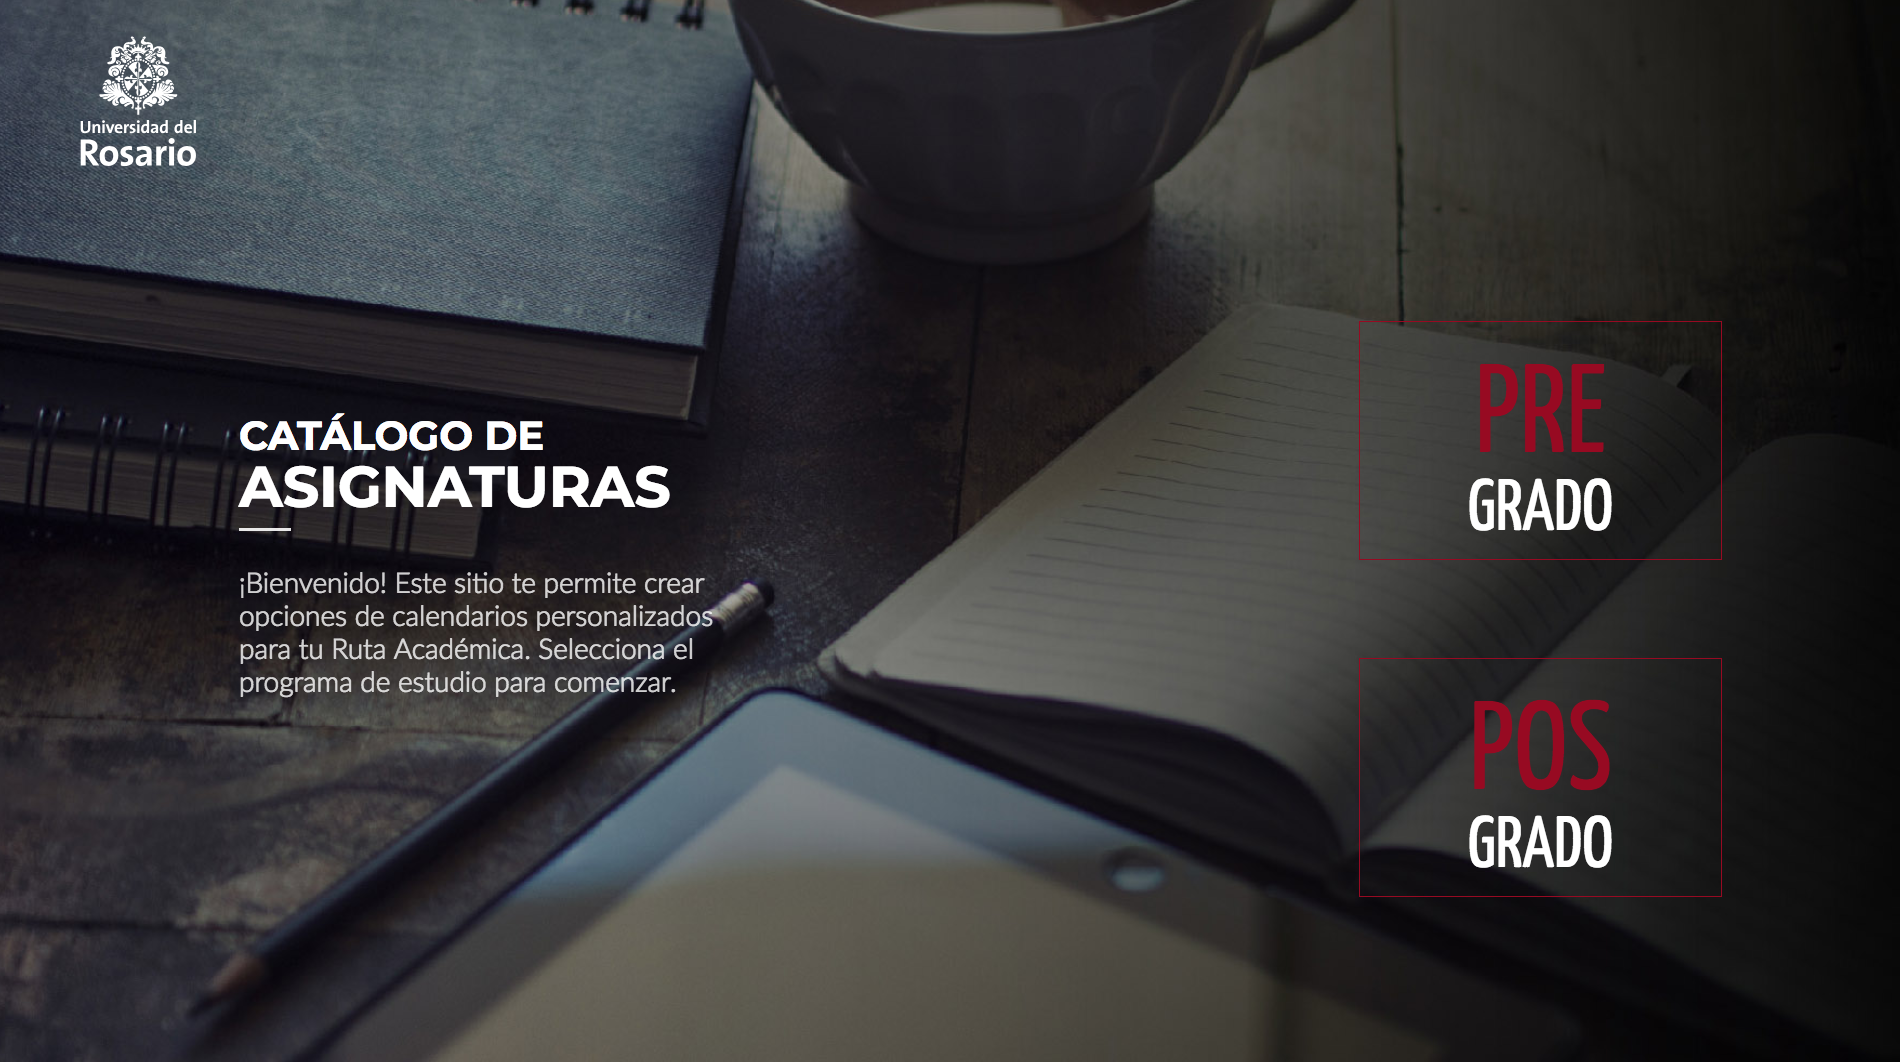 Universidad del
Rosario
CATÁLOGO DE
ASIGNATURAS
¡Bienvenido! Este sitio te permite crear
opciones de calendarios personalizados
para tu Ruta Académica. Selecciona el
programa de estudio para comenzar.
PRE
GRADO
POS
GRADO